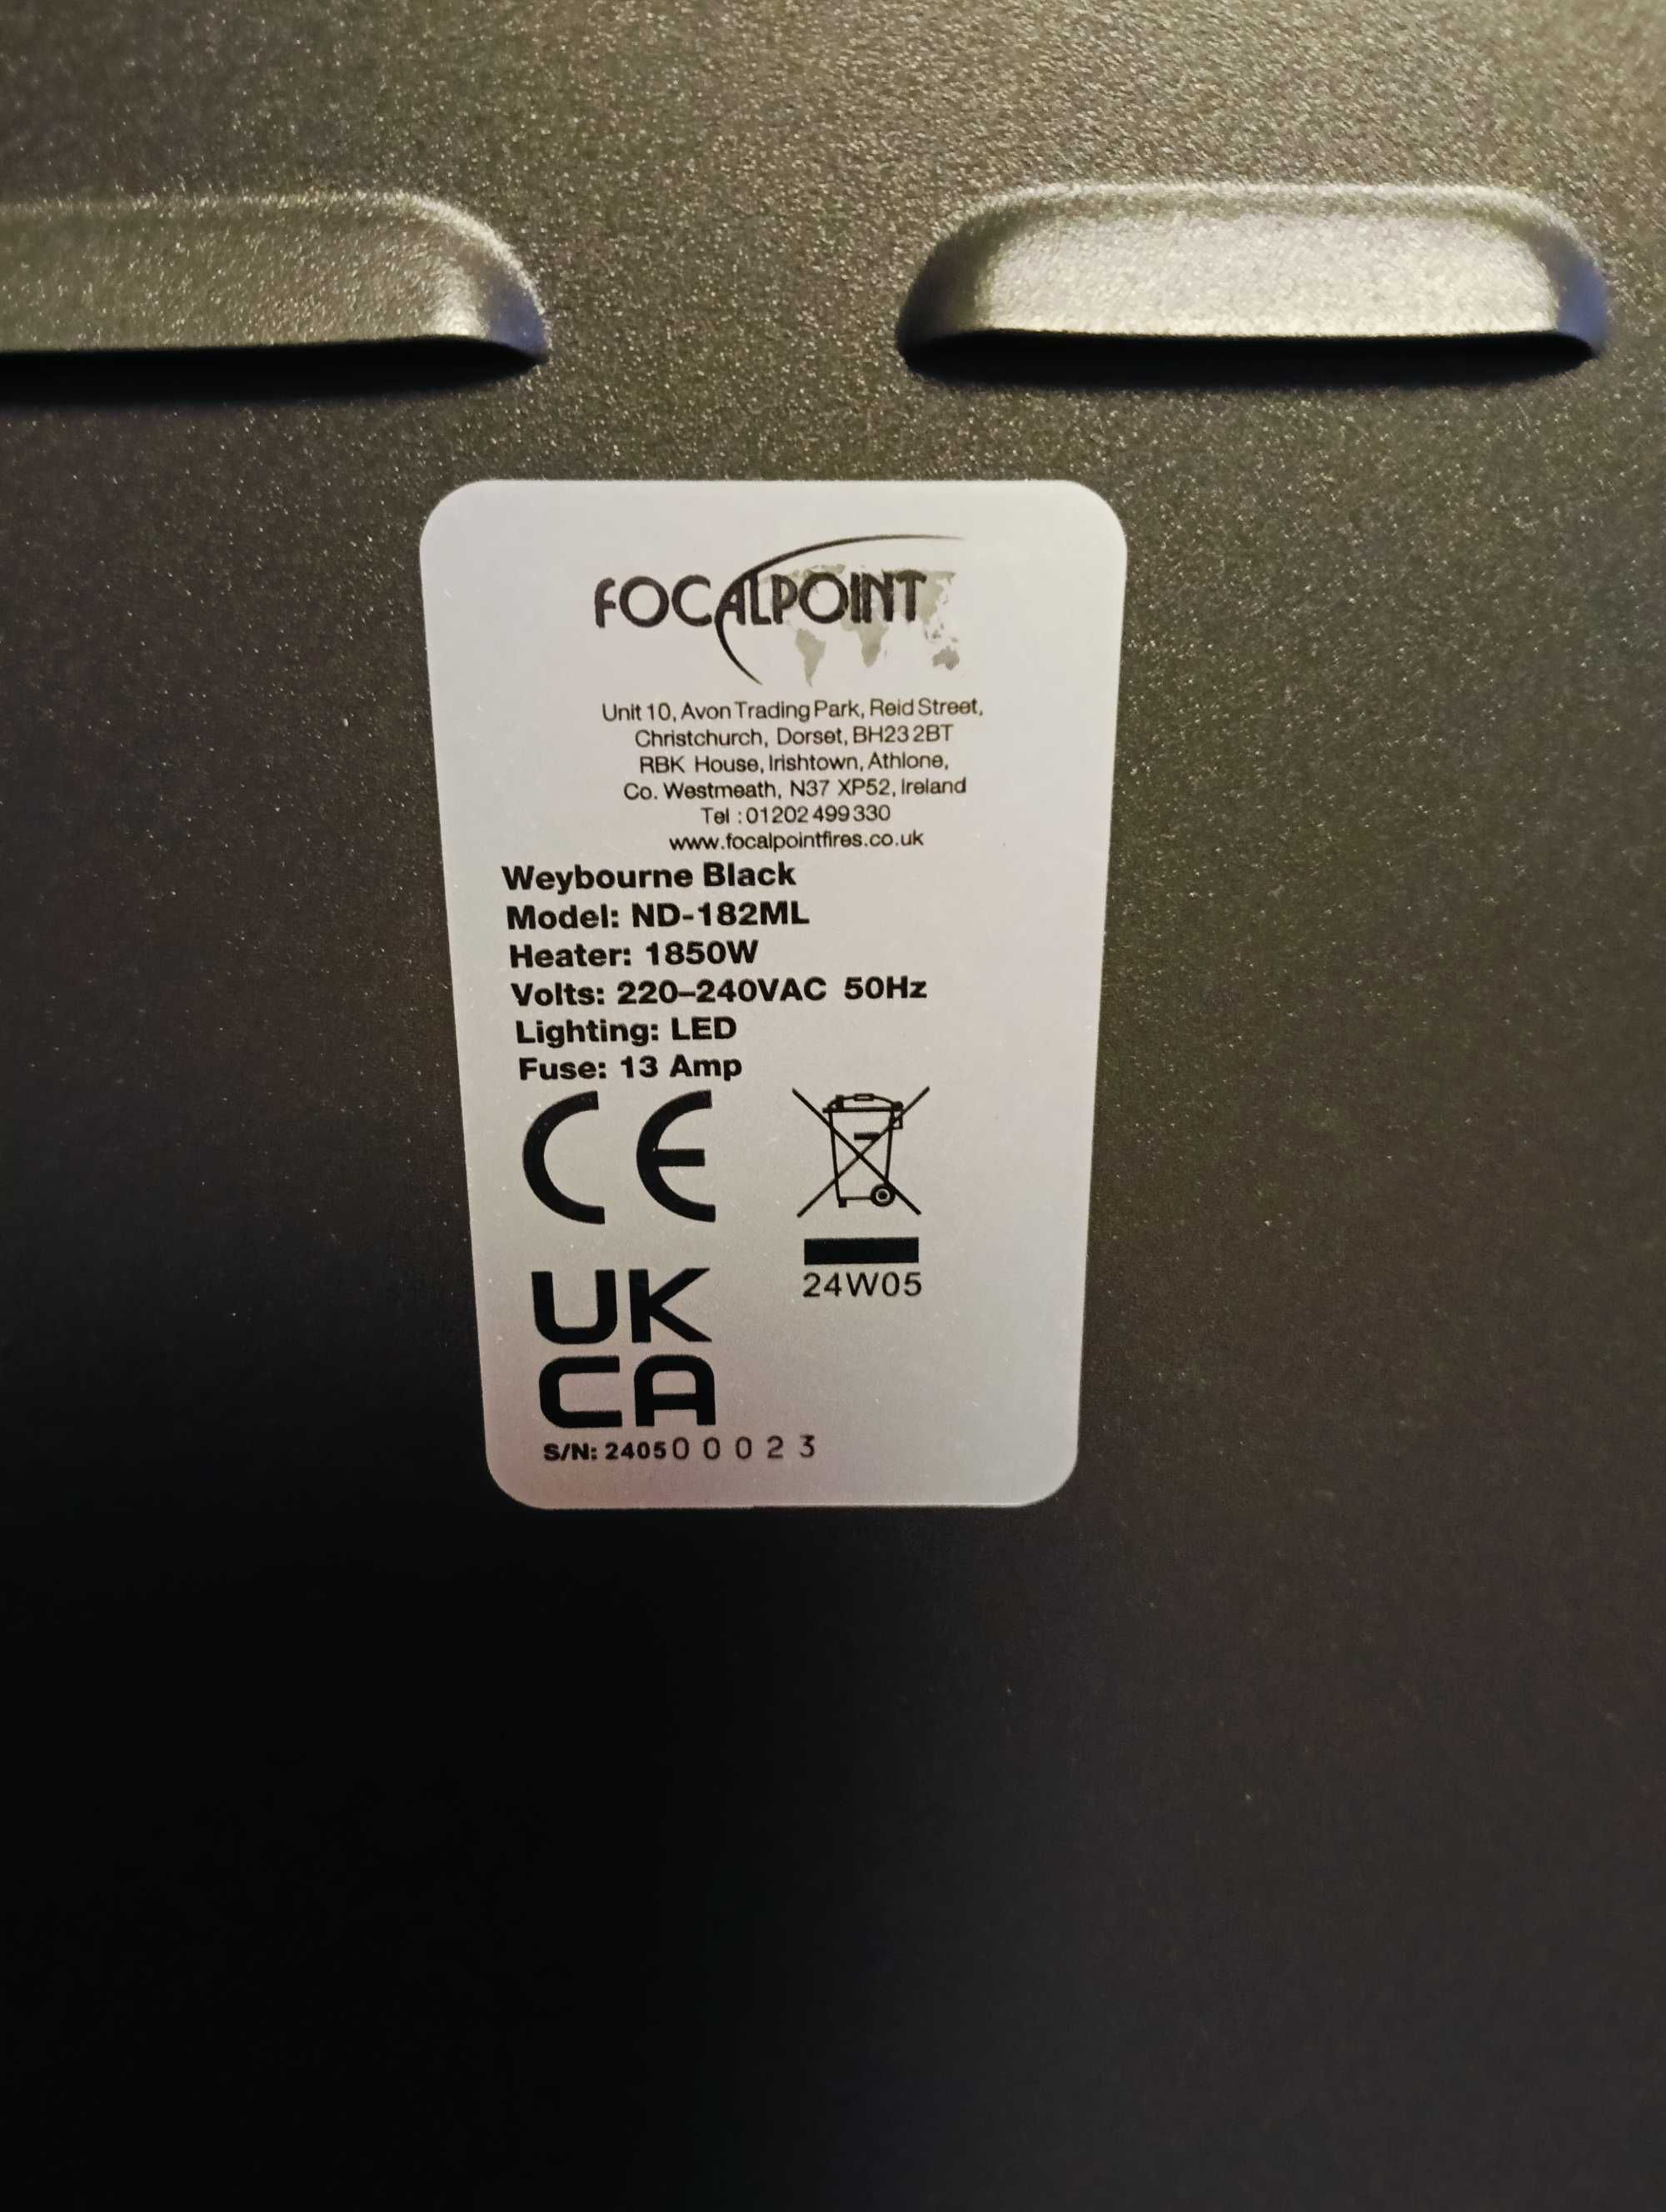 FOCALPOINT
Unit 10, Avon Trading Park, Reid Street,
Christchurch, Dorset, BH23 2BT
RBK House, Irishtown, Athlone,
Co. Westmeath, N37 XP52, Ireland
Tel : 01202 499 330
www.focalpointfires.co.uk
Weybourne Black
Model: ND-182ML
Heater: 1850W
Volts: 220–240VAC 50Hz
Lighting: LED
Fuse: 13 Amp
CE
24W05
UK
CA
S/N: 240500023